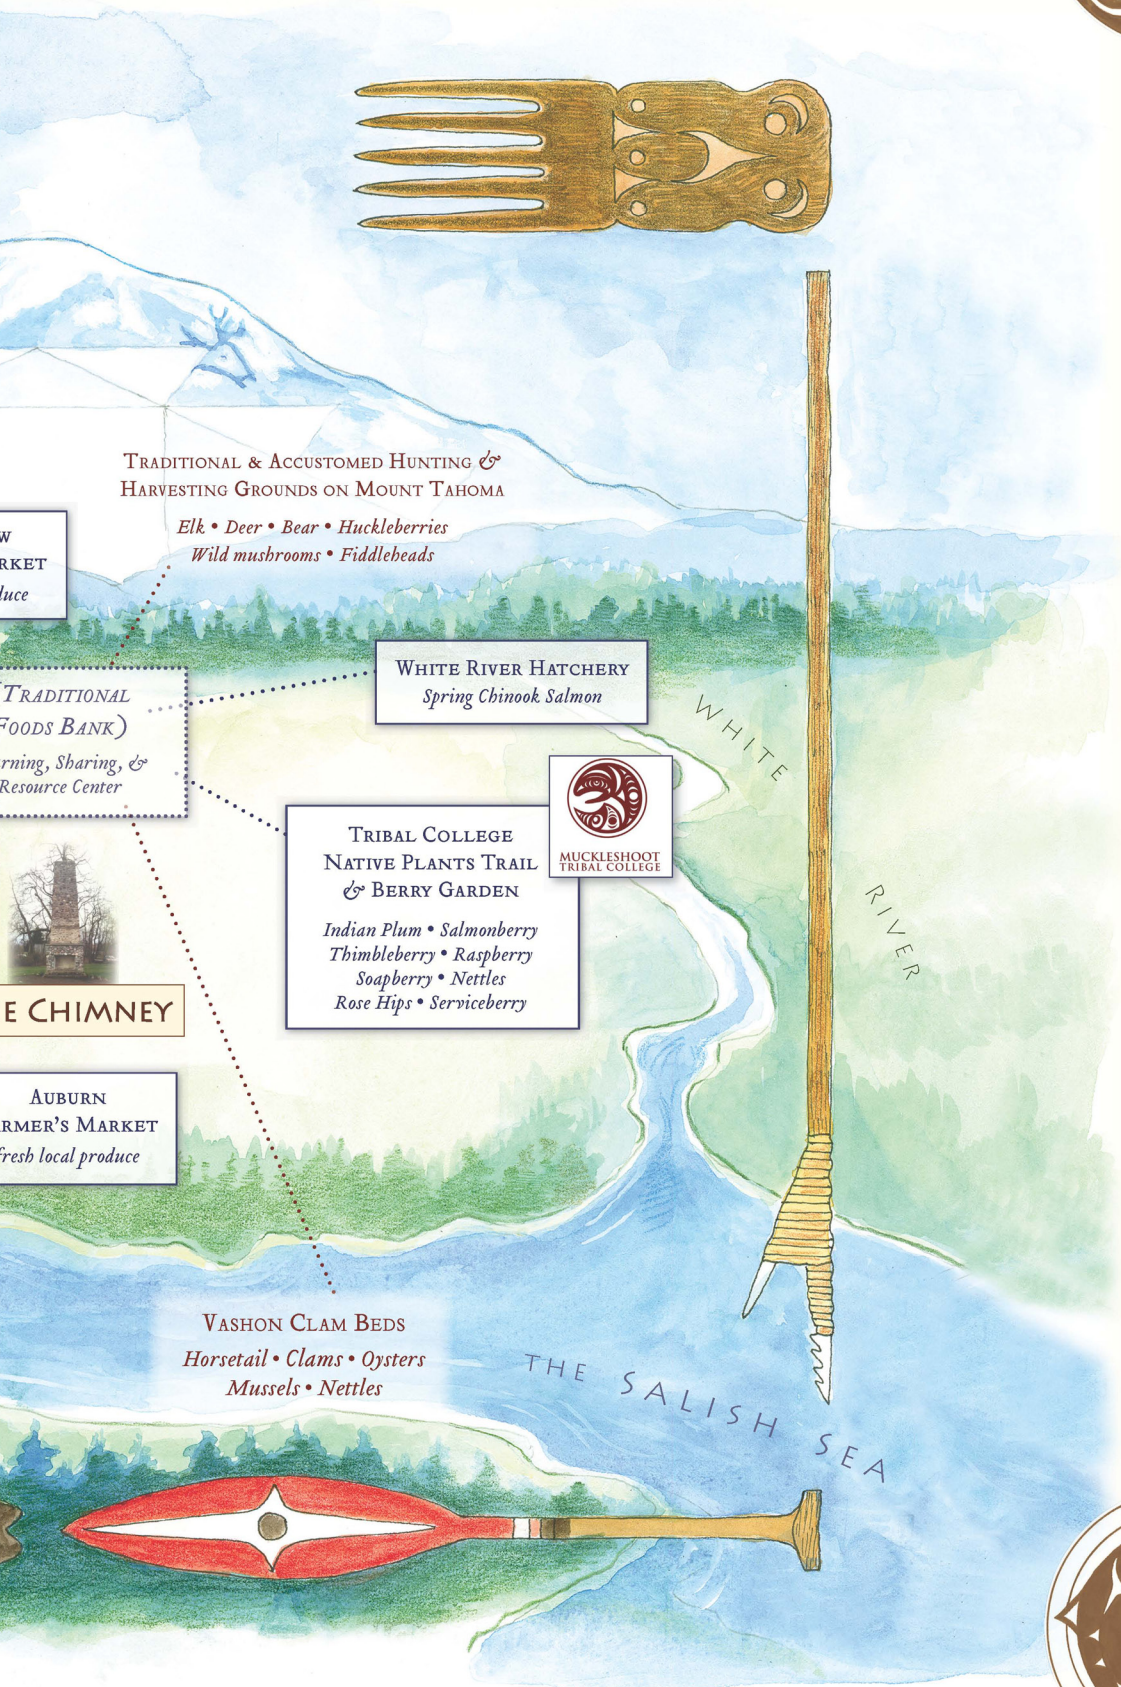 Traditional & Accustomed Hunting &
Harvesting Grounds on Mount Tahoma
Elk • Deer • Bear • Huckleberries
Wild mushrooms • Fiddleheads
White River Hatchery
Spring Chinook Salmon
(Traditional
Foods Bank)
Sharing, &
Resource Center
WHITE
RIVER
MUCKLESHOOT
TRIBAL COLLEGE
Tribal College
Native Plants Trail
& Berry Garden
Indian Plum • Salmonberry
Thimbleberry • Raspberry
Soapberry • Nettles
Rose Hips • Serviceberry
Chimney
Auburn
Market
fresh local produce
Vashon Clam Beds
Horsetail • Clams • Oysters
Mussels • Nettles
THE SALISH SEA